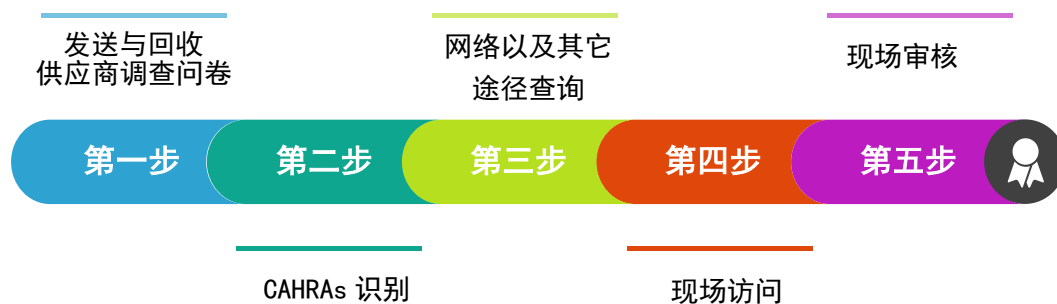 发送与回收
供应商调查问卷
网络以及其它
途径查询
现场审核
第一步
第二步
第三步
第四步
第五步
CAHRAs 识别
现场访问